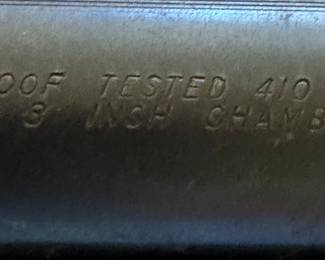 OOF TESTED 410
3 INCH CHAMB